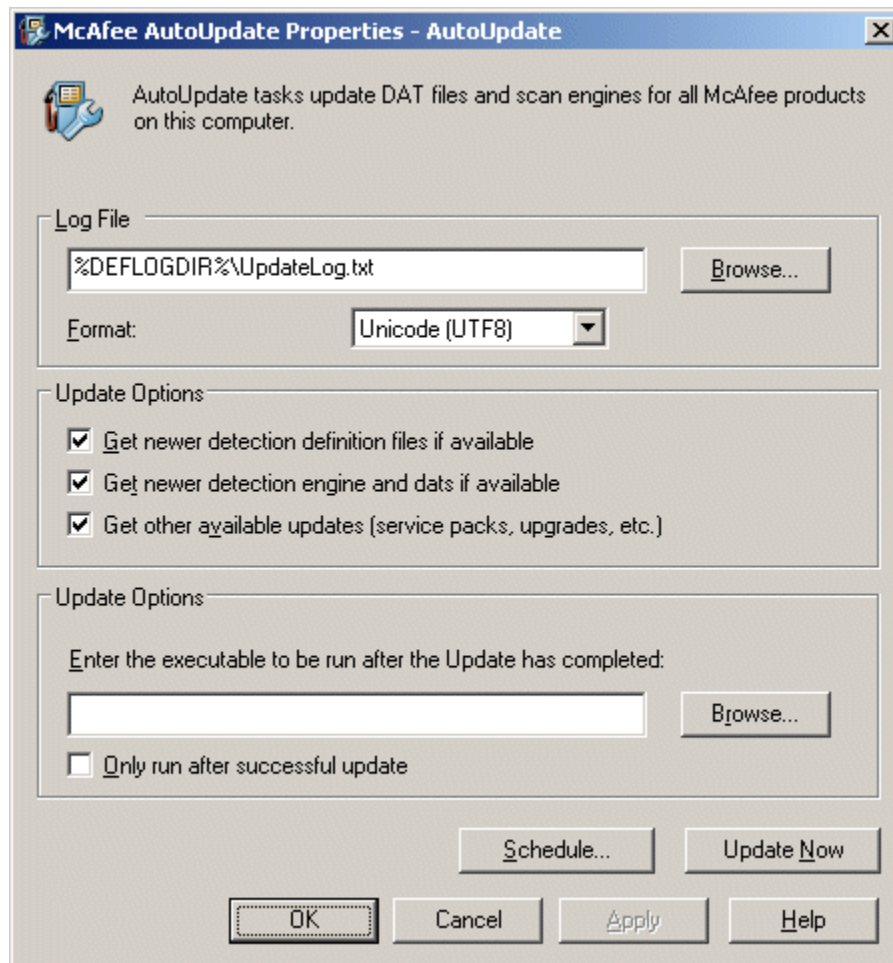 McAfee AutoUpdate Properties - AutoUpdate
AutoUpdate tasks update DAT files and scan engines for all McAfee products
on this computer.
Log File
%DEFLOGDIR%\UpdateLog.txt
Browse...
Format:
Unicode (UTF8)
Update Options
Get newer detection definition files if available
Get newer detection engine and dats if available
Get other available updates (service packs, upgrades, etc.)
Update Options
Enter the executable to be run after the Update has completed:
Browse...
Only run after successful update
Schedule...
Update Now
OK
Cancel
Apply
Help